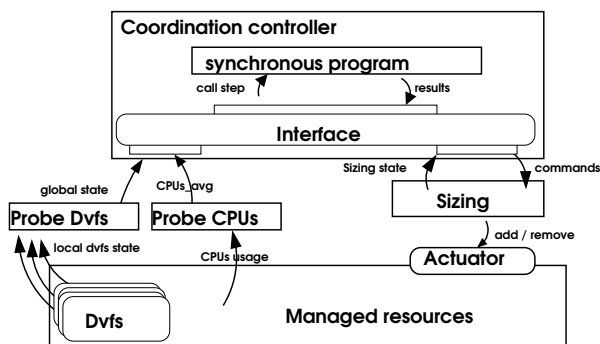 Coordination controller
synchronous program
call step
results
Interface
Sizing state
commands
global state
CPUs_avg
Probe Dvfs
Probe CPUs
Sizing
local dvfs state
CPUs usage
add / remove
Actuator
Dvfs
Managed resources